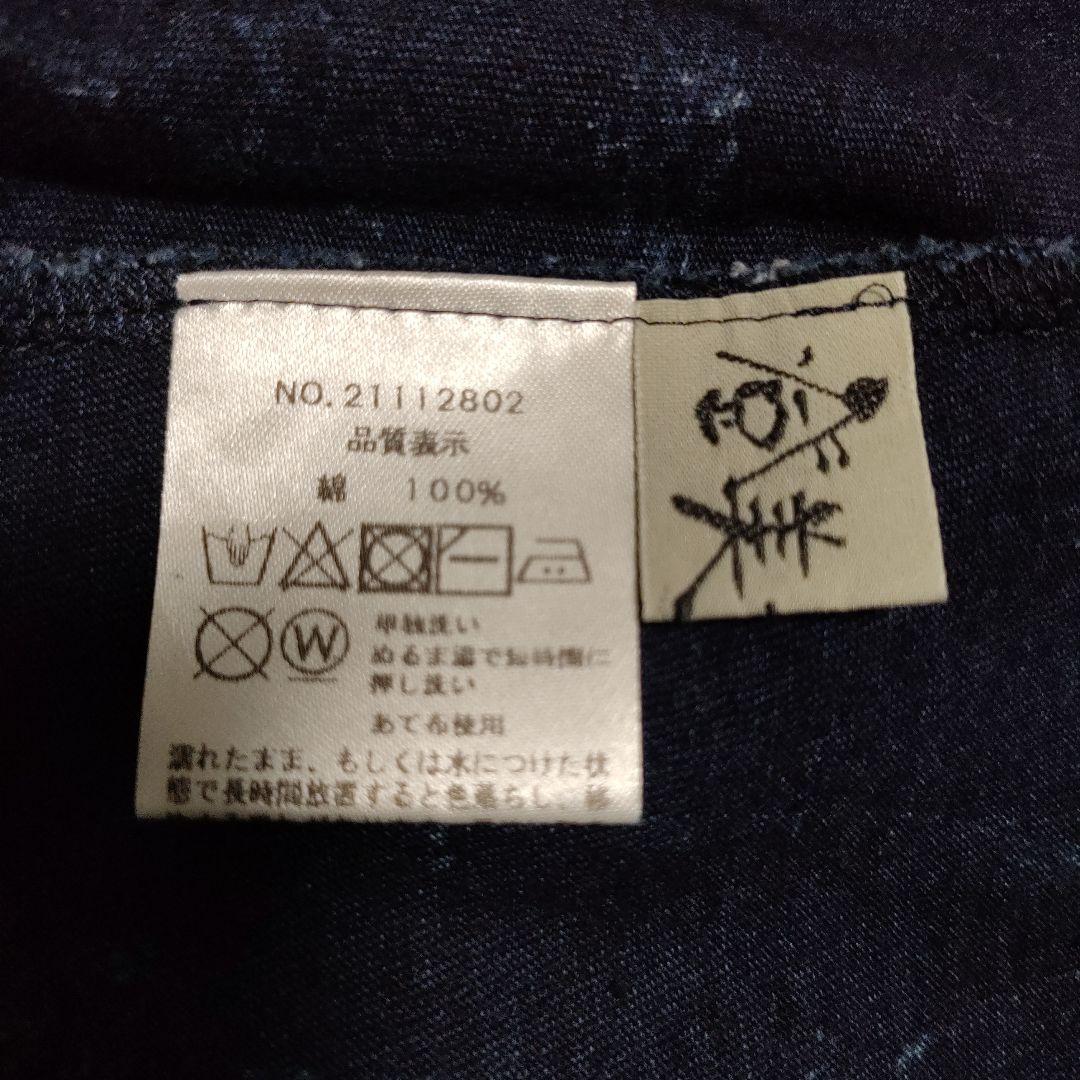 NO.21112802
品質表示
綿 100%
W
単独洗い
ぬるま湯で短時間に
押し洗い
あて布使用
濡れたまま、もしくは水につけた状
態で長時間放置すると色落ち し、移